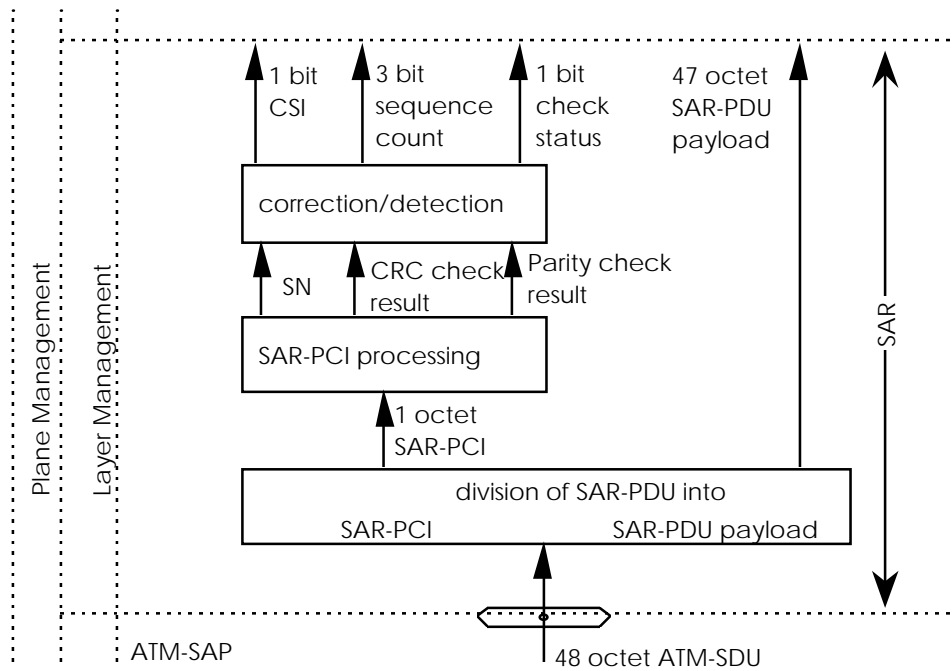 1 bit
CSI
3 bit
sequence
count
1 bit
check
status
47 octet
SAR-PDU
payload
correction/detection
SN
CRC check
result
Parity check
result
SAR-PCI processing
1 octet
SAR-PCI
division of SAR-PDU into
SAR-PCI
SAR-PDU payload
SAR
Plane Management
Layer Management
ATM-SAP
48 octet ATM-SDU